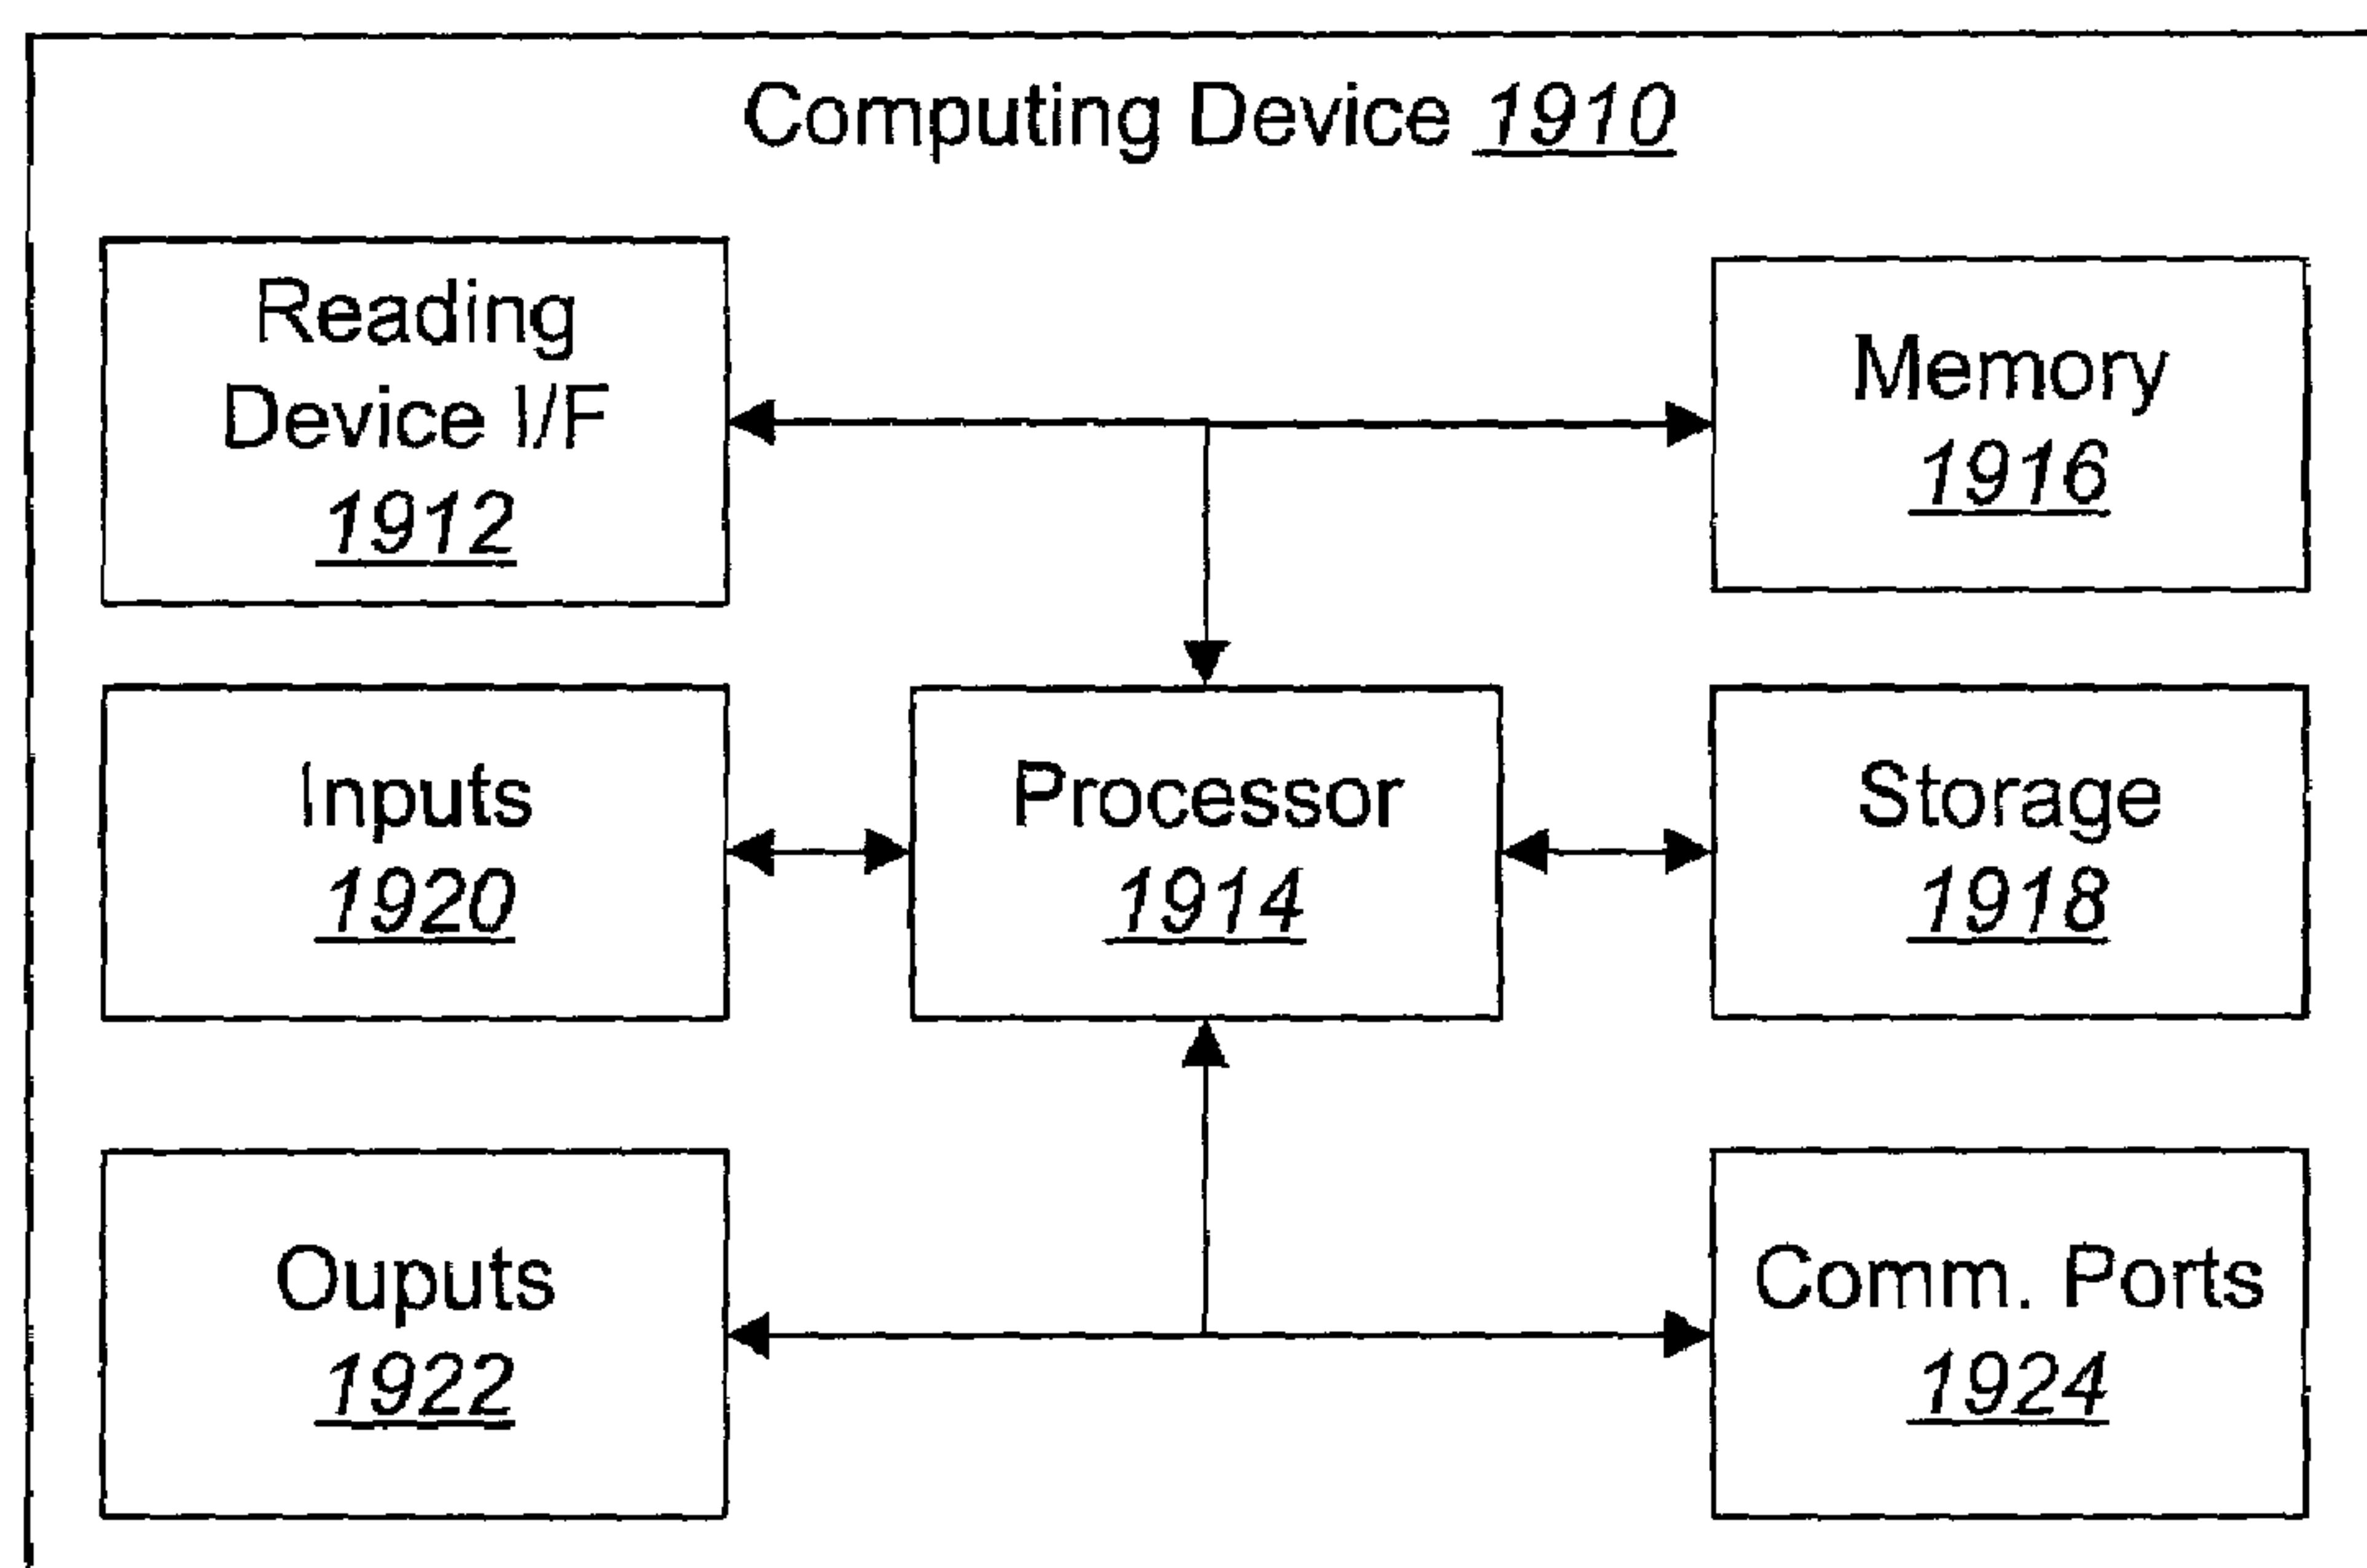 Computing Device 1910
Reading
Device I/F
1912
Memory
1916
Inputs
1920
Processor
1914
Storage
1918
Ouputs
1922
Comm. Ports
1924